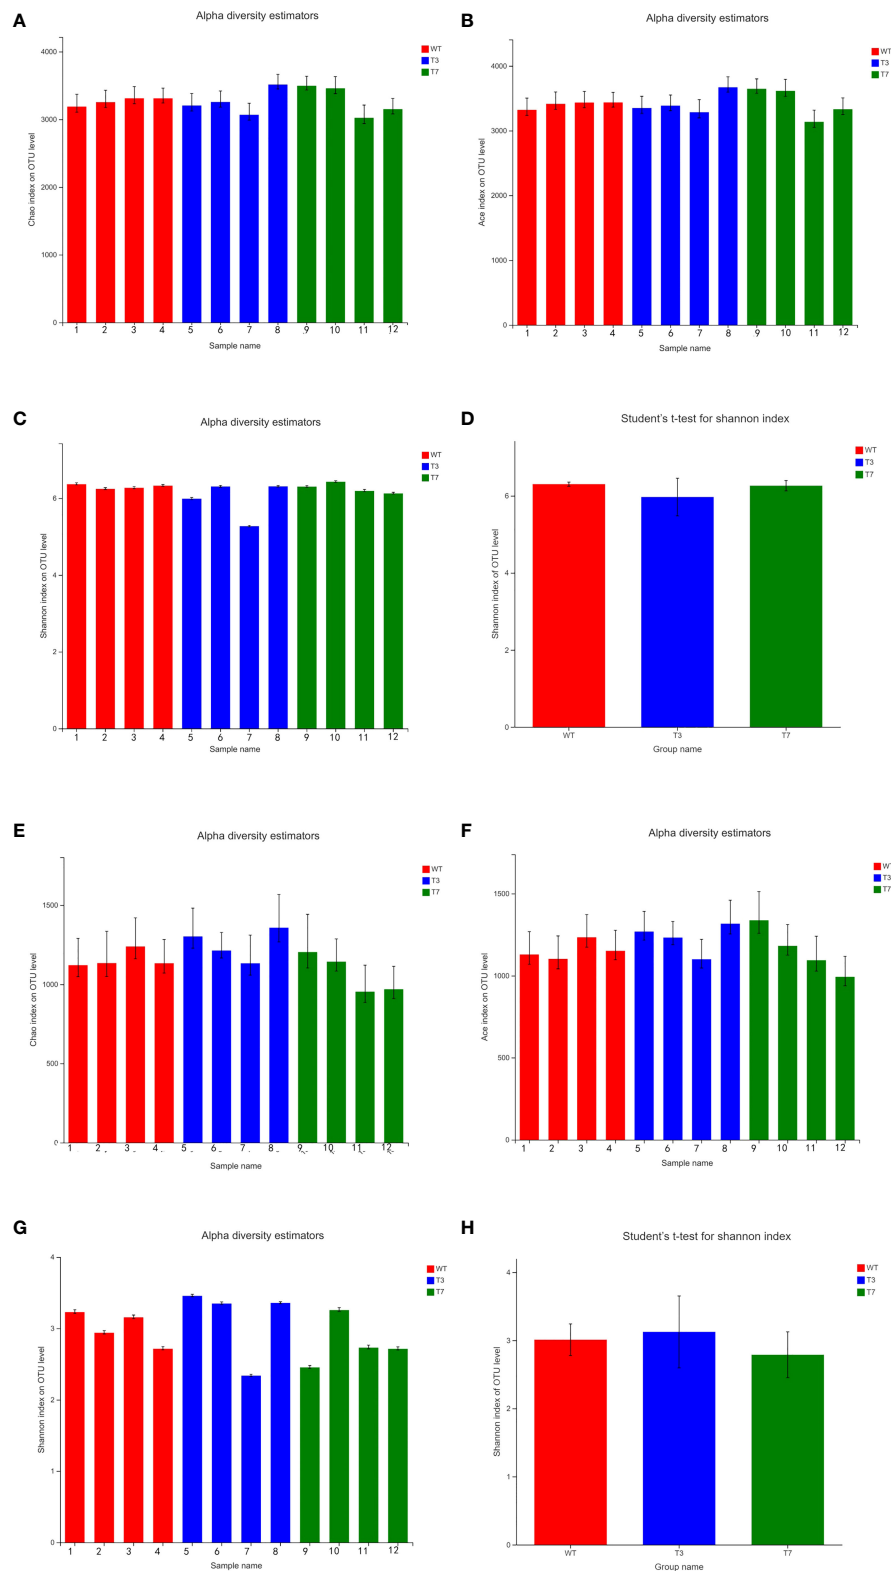 A
Alpha diversity estimators
WT
T3
T7
Chao index on OTU level
4000
3000
2000
1000
0
1 2 3 4 5 6 7 8 9 10 11 12
Sample name
B
Alpha diversity estimators
WT
T3
T7
Ace index on OTU level
4000
3000
2000
1000
0
1 2 3 4 5 6 7 8 9 10 11 12
Sample name
C
Alpha diversity estimators
WT
T3
T7
Shannon index on OTU level
6
4
2
0
1 2 3 4 5 6 7 8 9 10 11 12
Sample name
D
Student's t-test for shannon index
WT
T3
T7
Shannon index of OTU level
6
4
2
0
WT T3 T7
Group name
E
Alpha diversity estimators
WT
T3
T7
Chao index on OTU level
1500
1000
500
0
1 2 3 4 5 6 7 8 9 10 11 12
Sample name
F
Alpha diversity estimators
W
T3
T7
Ace index on OTU level
1500
1000
500
0
1 2 3 4 5 6 7 8 9 10 11 12
Sample name
G
Alpha diversity estimators
WT
T3
T7
Shannon index on OTU level
4
3
2
1
0
1 2 3 4 5 6 7 8 9 10 11 12
Sample name
H
Student's t-test for shannon index
WT
T3
T7
Shannon index of OTU level
4
3
2
1
0
WT T3 T7
Group name